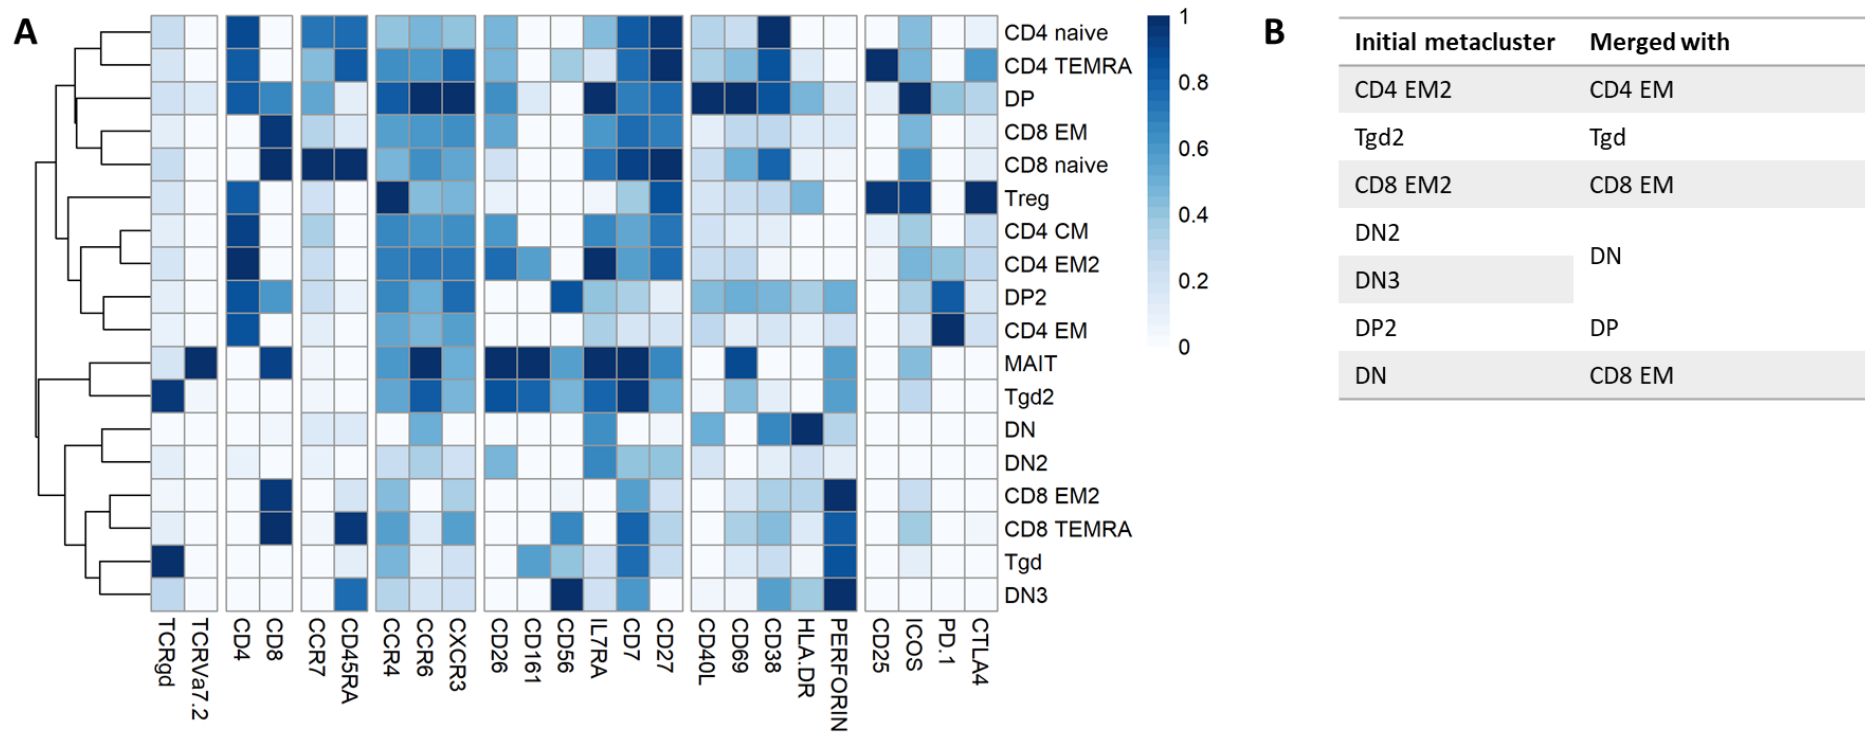 A
CD4 naive
CD4 TEMRA
DP
CD8 EM
CD8 naive
Treg
CD4 CM
CD4 EM2
DP2
CD4 EM
MAIT
Tgd2
DN
DN2
CD8 EM2
CD8 TEMRA
Tgd
DN3
TCRgd
TCRVa7.2
CD4
CD8
CCR7
CD45RA
CCR4
CCR6
CXCR3
CD26
CD161
CD56
IL7RA
CD7
CD27
CD40L
CD69
CD38
HLA.DR
PERFORIN
CD25
ICOS
PD.1
CTLA4
1
0.8
0.6
0.4
0.2
0
B
Initial metacluster Merged with
CD4 EM2 CD4 EM
Tgd2 Tgd
CD8 EM2 CD8 EM
DN2
DN
DN3
DP2 DP
DN CD8 EM